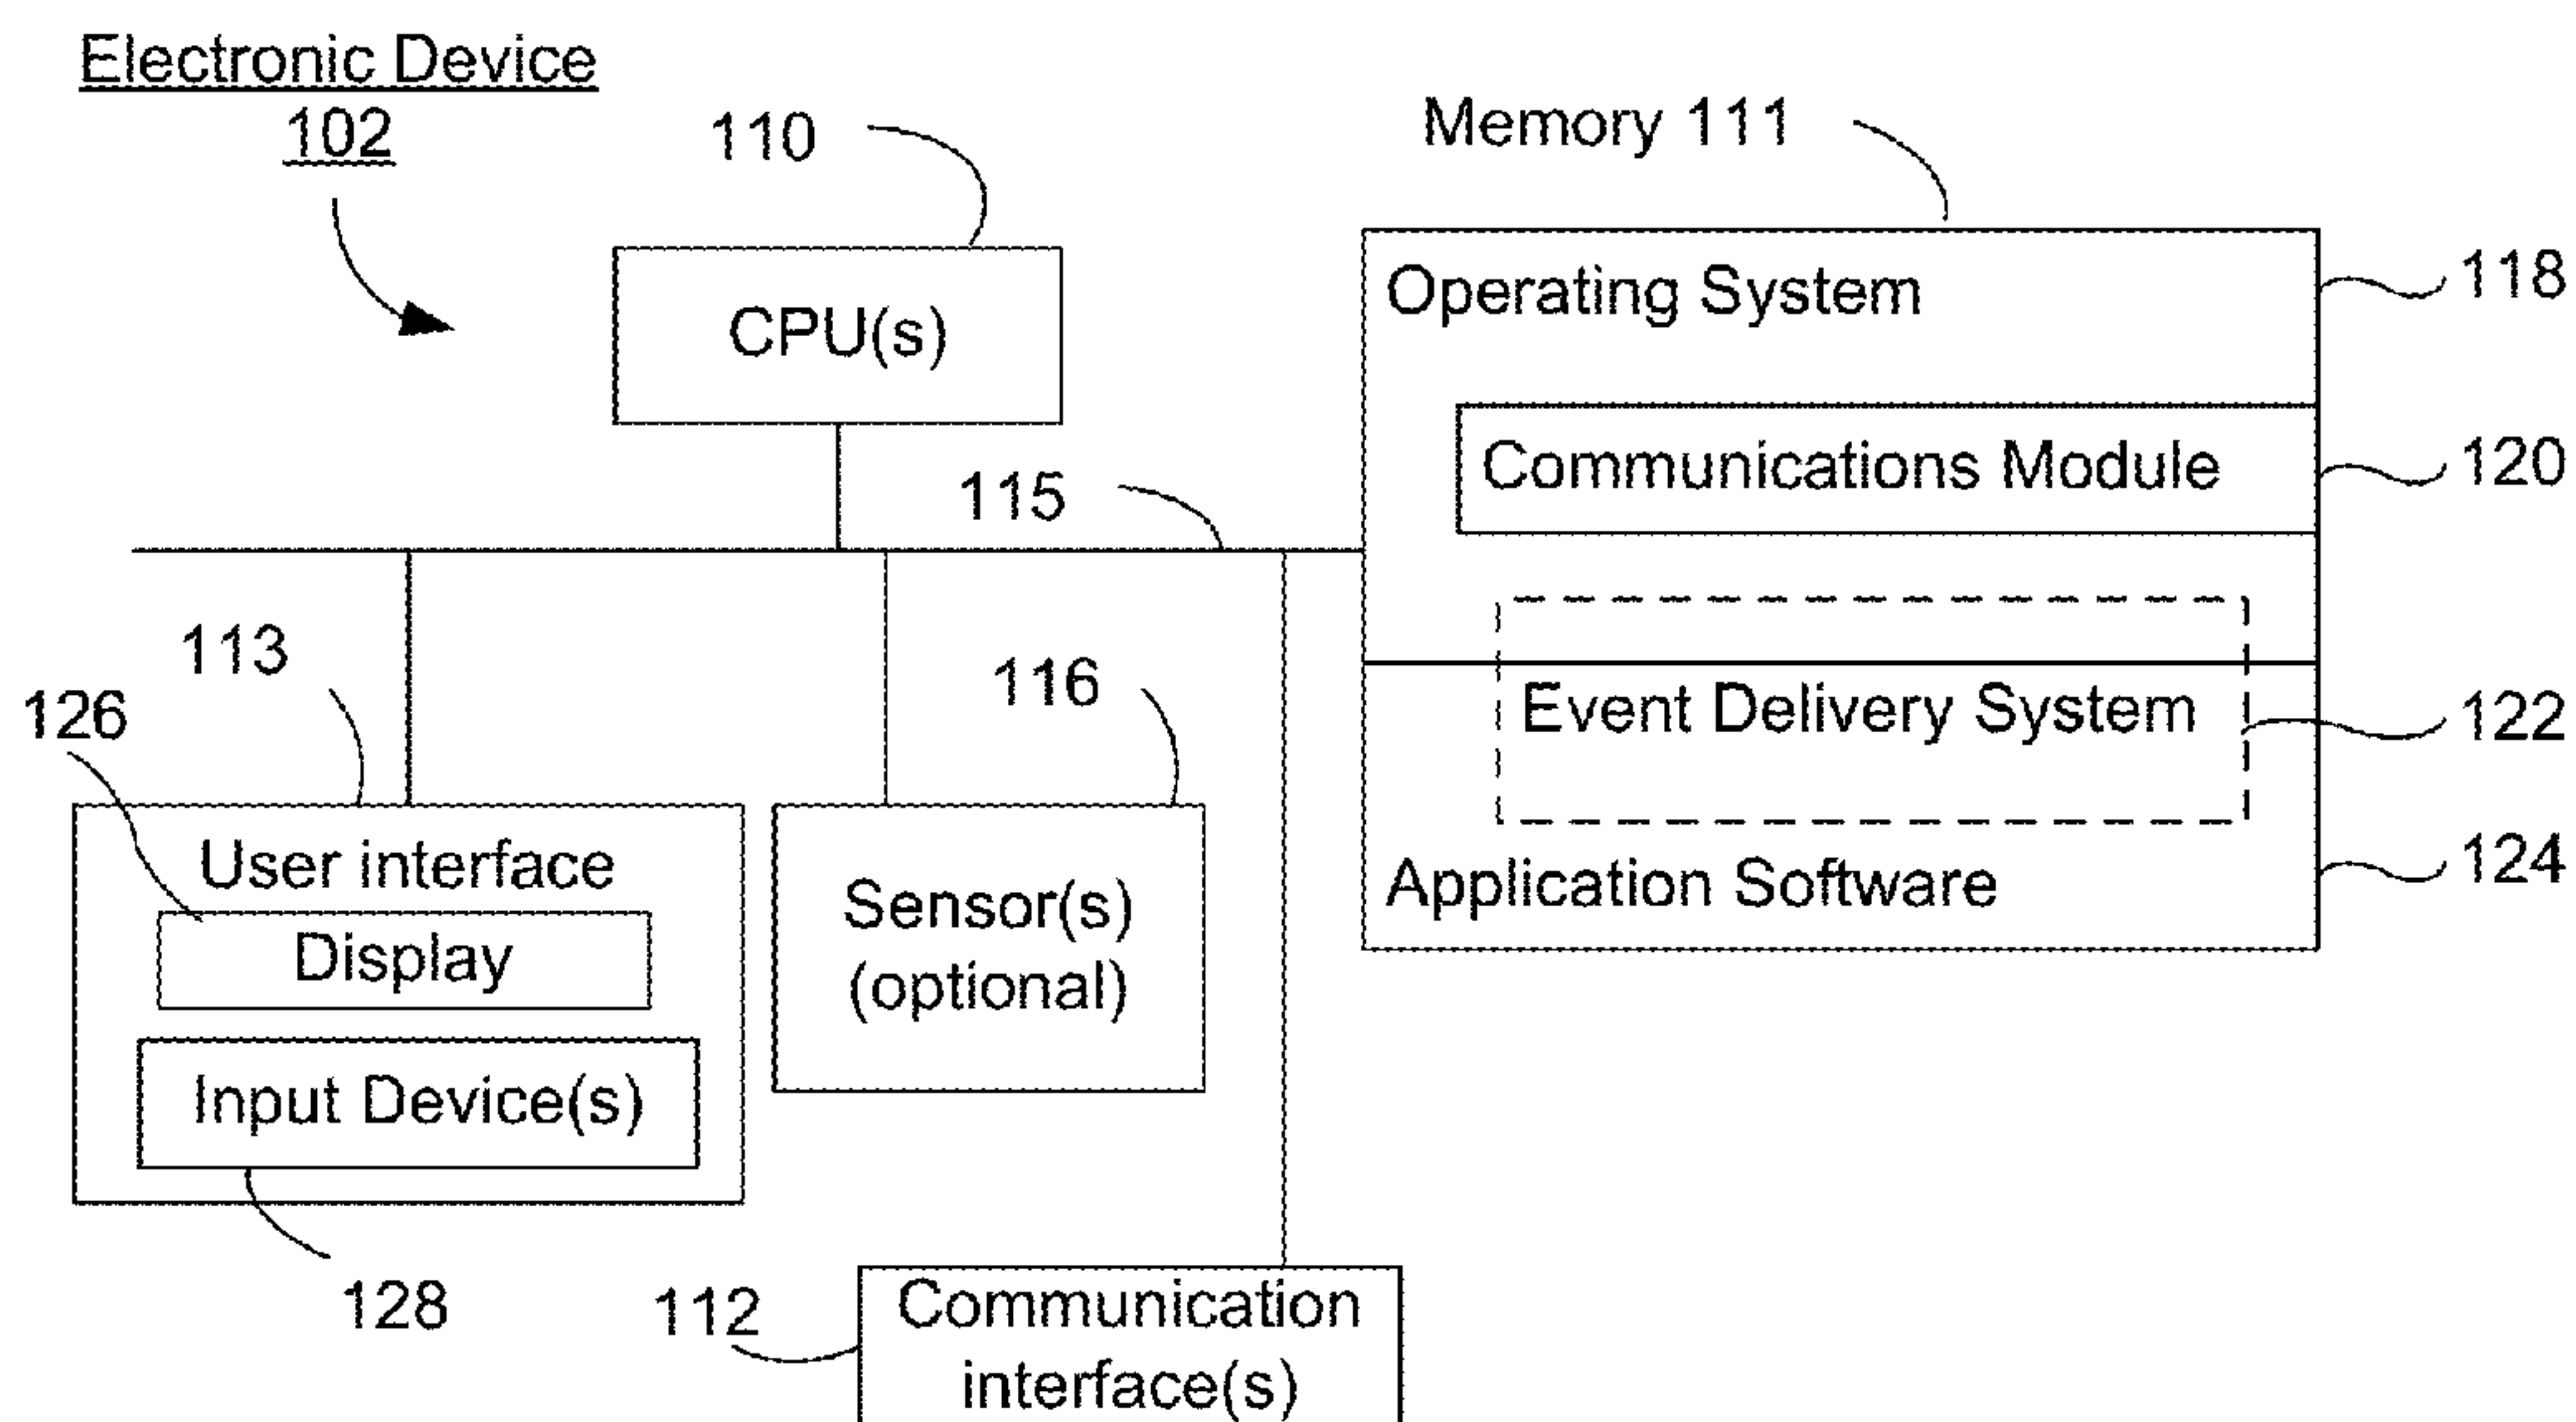 Electronic Device
102
110
Memory 111
CPU(s)
Operating System
118
Communications Module
120
115
113
116
126
Event Delivery System
122
User interface
Display
Input Device(s)
Sensor(s)
(optional)
Application Software
124
128
112
Communication
interface(s)